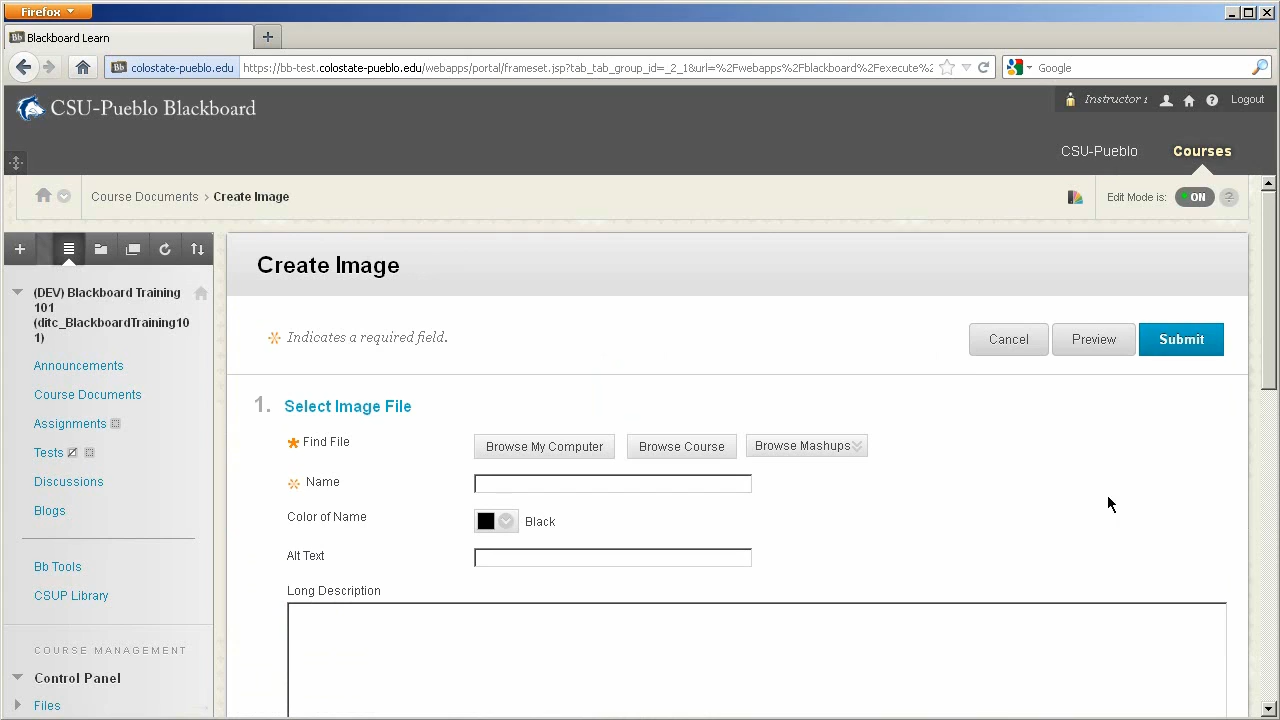 Firefox
Blackboard Learn
colostate-pueblo.edu https://bb-test.colostate-pueblo.edu/webapps/portal/frameset.jsp?tab_tab_group_id=_2_1&url=%2Fwebapps%2Fblackboard%2Fexecute% Google
CSU-Pueblo Blackboard
Instructor 1 Logout
CSU-Pueblo Courses
Course Documents > Create Image
Edit Mode is: ON
Create Image
(DEV) Blackboard Training
101
(ditc_BlackboardTraining10
1)
Announcements
Course Documents
Assignments
Tests
Discussions
Blogs
Bb Tools
CSUP Library
COURSE MANAGEMENT
Control Panel
Files
Indicates a required field.
Cancel Preview Submit
1. Select Image File
Find File Browse My Computer Browse Course Browse Mashups
Name
Color of Name Black
Alt Text
Long Description